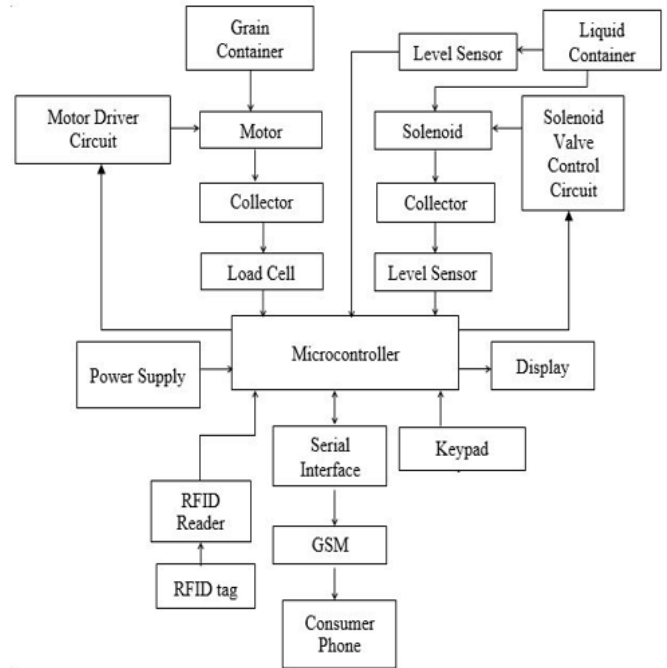 Grain
Container
Liquid
Container
Level Sensor
Motor Driver
Circuit
Motor
Solenoid
Solenoid
Valve
Control
Circuit
Collector
Collector
Load Cell
Level Sensor
Microcontroller
Power Supply
Display
Serial
Interface
Keypad
RFID
Reader
GSM
RFID tag
Consumer
Phone